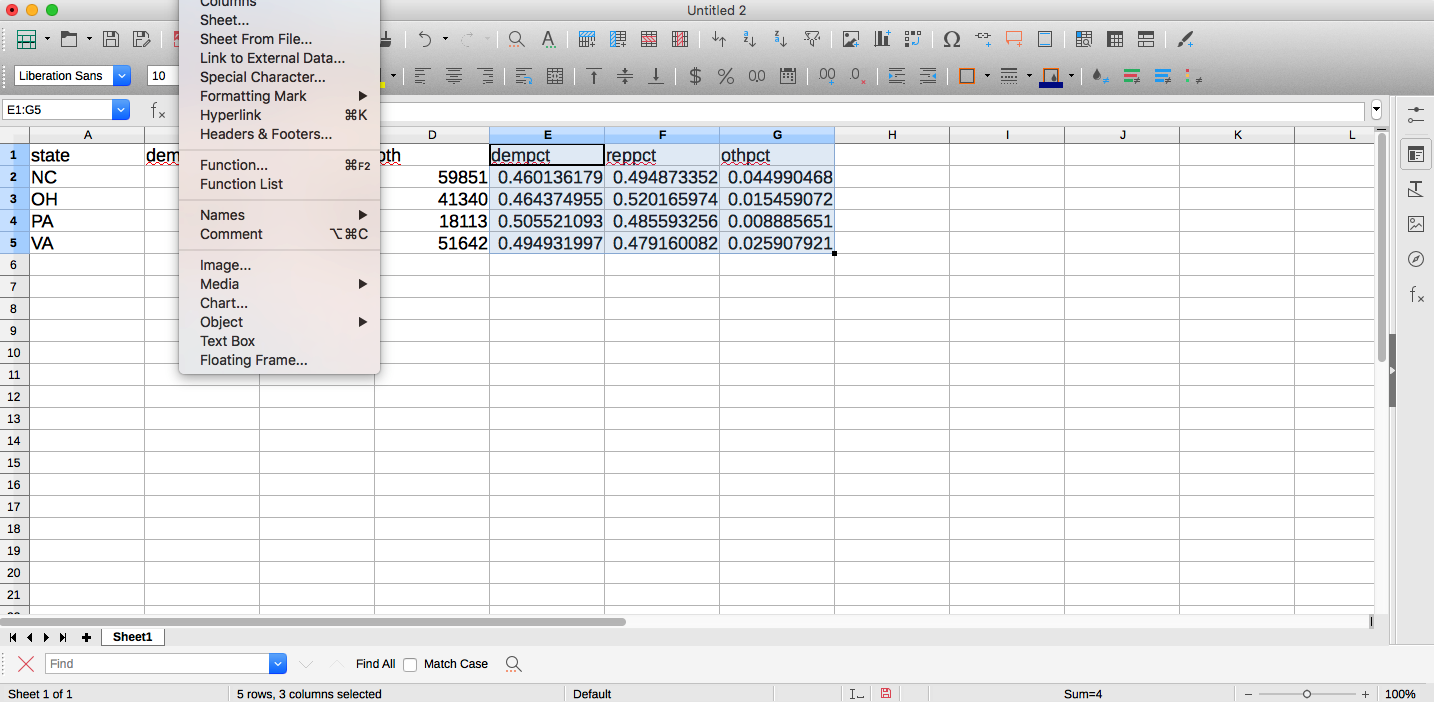 Untitled 2
Columns
Sheet...
Sheet From File...
Link to External Data...
Special Character...
Formatting Mark
Hyperlink ⌘K
Headers & Footers...
Function... ⌘F2
Function List
Names
Comment ⌥⌘C
Image...
Media
Chart...
Object
Text Box
Floating Frame...
Liberation Sans 10
E1:G5
A D E F G H I J K L
1 state dem oth dempct reppct othpct
2 NC 59851 0.460136179 0.494873352 0.044990468
3 OH 41340 0.464374955 0.520165974 0.015459072
4 PA 18113 0.505521093 0.485593256 0.008885651
5 VA 51642 0.494931997 0.479160082 0.025907921
6
7
8
9
10
11
12
13
14
15
16
17
18
19
20
21
Sheet1
Find Find All Match Case
Sheet 1 of 1 5 rows, 3 columns selected Default Sum=4 100%